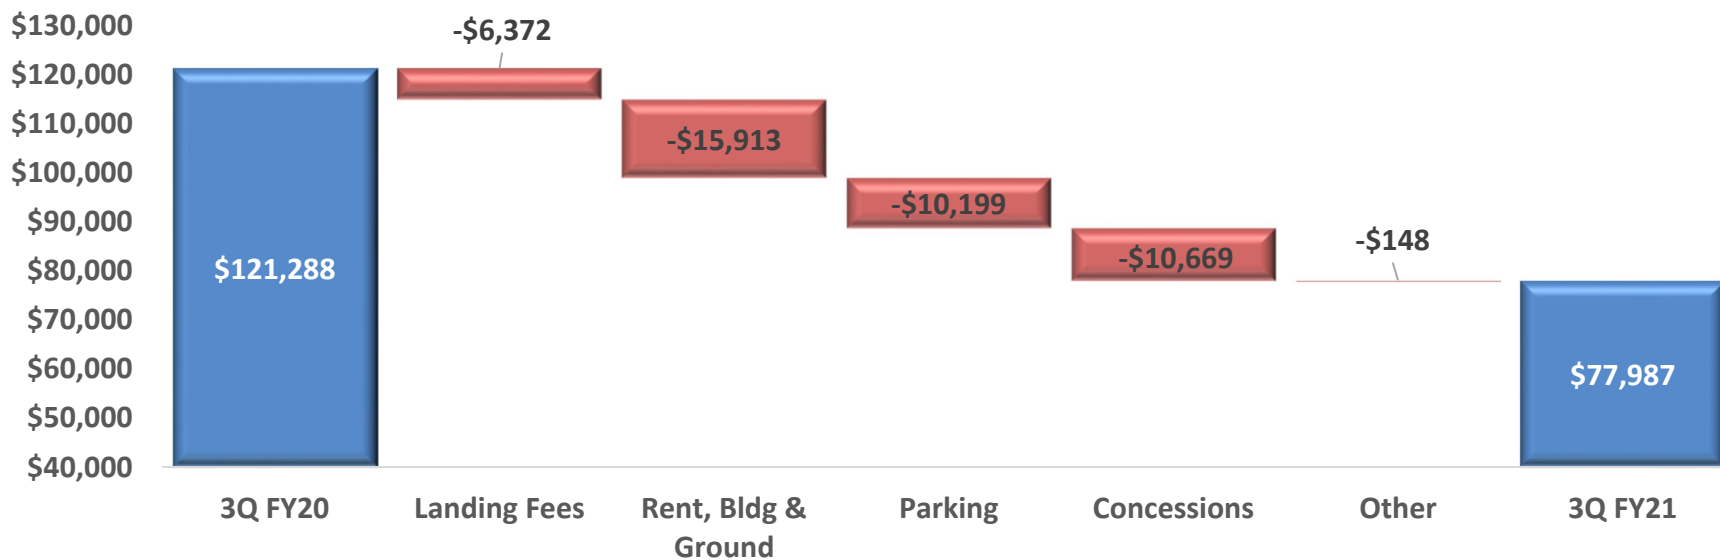 $130,000
$120,000
$110,000
$100,000
$90,000
$80,000
$70,000
$60,000
$50,000
$40,000
$121,288
-$6,372
-$15,913
-$10,199
-$10,669
-$148
$77,987
3Q FY20
Landing Fees
Rent, Bldg &
Ground
Parking
Concessions
Other
3Q FY21